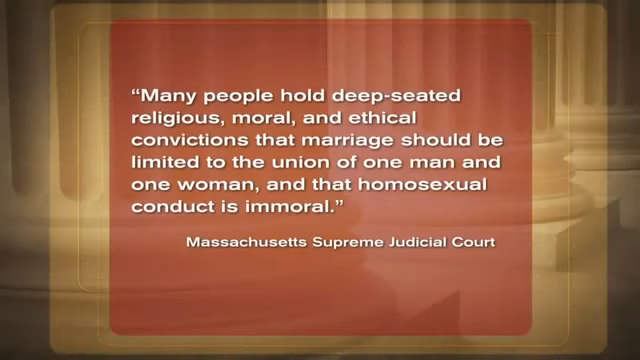 “Many people hold deep-seated
religious, moral, and ethical
convictions that marriage should be
limited to the union of one man and
one woman, and that homosexual
conduct is immoral.”
Massachusetts Supreme Judicial Court